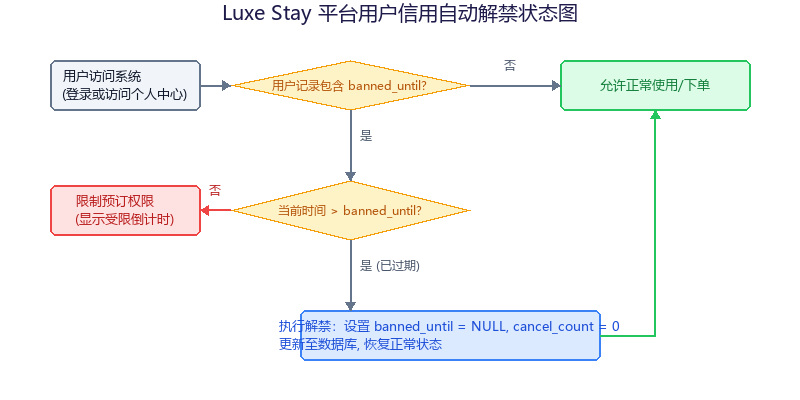 Luxe Stay 平台用户信用自动解禁状态图
用户访问系统
(登录或访问个人中心)
用户记录包含 banned_until?
否
允许正常使用/下单
是
限制预订权限
(显示受限倒计时)
否
当前时间 > banned_until?
是 (已过期)
执行解禁：设置 banned_until = NULL, cancel_count = 0
更新至数据库, 恢复正常状态